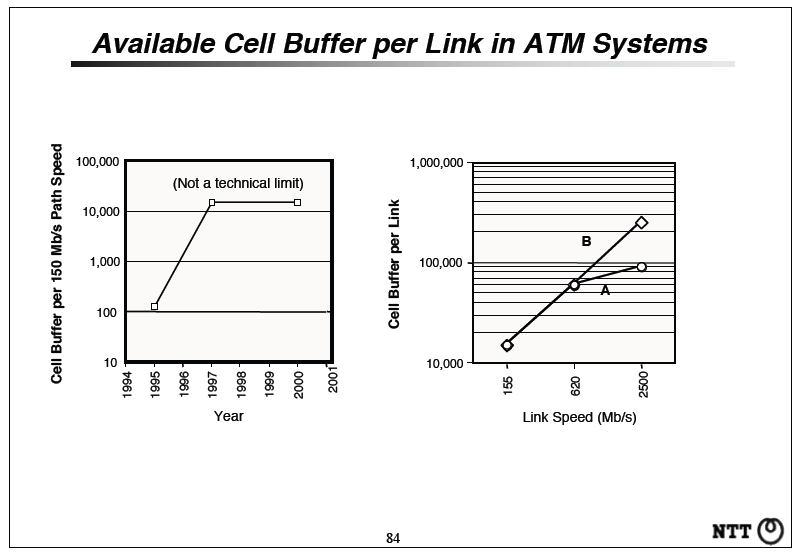 Available Cell Buffer per Link in ATM Systems
Cell Buffer per 150 Mb/s Path Speed
100,000
10,000
1,000
100
10
(Not a technical limit)
1994
1995
1996
1997
1998
1999
2000
2001
Year
Cell Buffer per Link
1,000,000
100,000
10,000
B
A
155
620
2500
Link Speed (Mb/s)
84
NTT